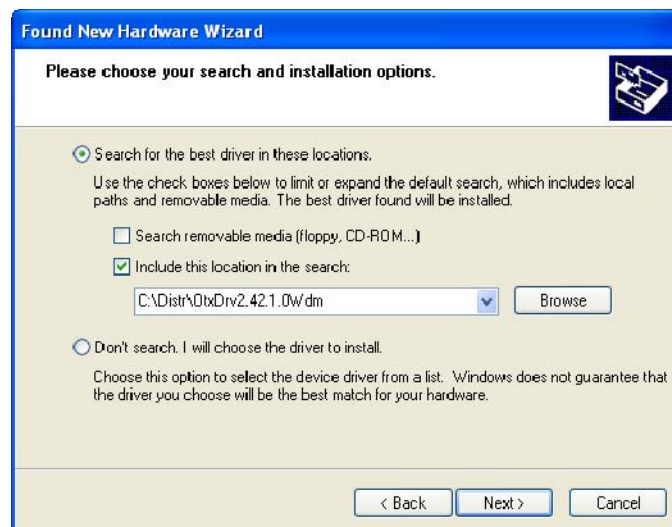 Found New Hardware Wizard
Please choose your search and installation options.
Search for the best driver in these locations.
Use the check boxes below to limit or expand the default search, which includes local
paths and removable media. The best driver found will be installed.
Search removable media (floppy, CD-ROM...)
Include this location in the search:
C:\Distr\OtxDrv2.42.1.0Wdm
Browse
Don't search. I will choose the driver to install.
Choose this option to select the device driver from a list. Windows does not guarantee that
the driver you choose will be the best match for your hardware.
< Back
Next >
Cancel